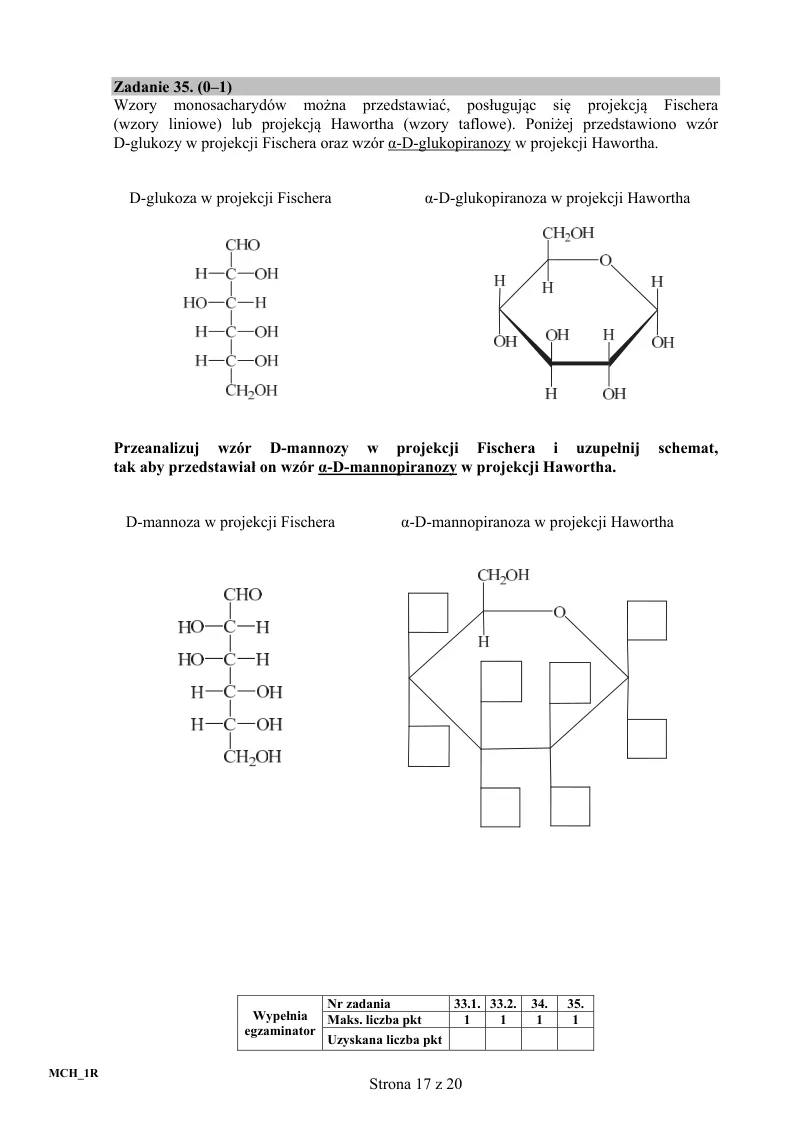 Zadanie 35. (0–1)
Wzory monosacharydów można przedstawiać, posługując się projekcją Fischera
(wzory liniowe) lub projekcją Hawortha (wzory taflowe). Poniżej przedstawiono wzór
D-glukozy w projekcji Fischera oraz wzór α-D-glukopiranozy w projekcji Hawortha.
D-glukoza w projekcji Fischera
CHO
H C OH
HO C H
H C OH
H C OH
CH2OH
α-D-glukopiranoza w projekcji Hawortha
CH2OH
O
H H H
OH OH H OH
H OH
Przeanalizuj wzór D-mannozy w projekcji Fischera i uzupełnij schemat,
tak aby przedstawiał on wzór α-D-mannopiranozy w projekcji Hawortha.
D-mannoza w projekcji Fischera
CHO
HO C H
HO C H
H C OH
H C OH
CH2OH
α-D-mannopiranoza w projekcji Hawortha
CH2OH
O
H
Wypełnia
egzaminator
Nr zadania 33.1. 33.2. 34. 35.
Maks. liczba pkt 1 1 1 1
Uzyskana liczba pkt
MCH_1R
Strona 17 z 20